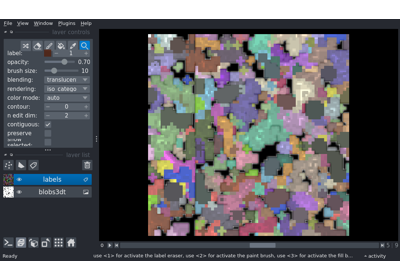 File View Window Plugins Help
layer controls
label: 1
opacity: 0.70
brush size: 10
blending: translucen
rendering: iso_catego
color mode: auto
contour: 0
n edit dim: 2
contiguous:
preserve
selected:
layer list
labels
blobs3dt
Ready
use <1> for activate the label eraser, use <2> for activate the paint brush, use <3> for activate the fill b
activity